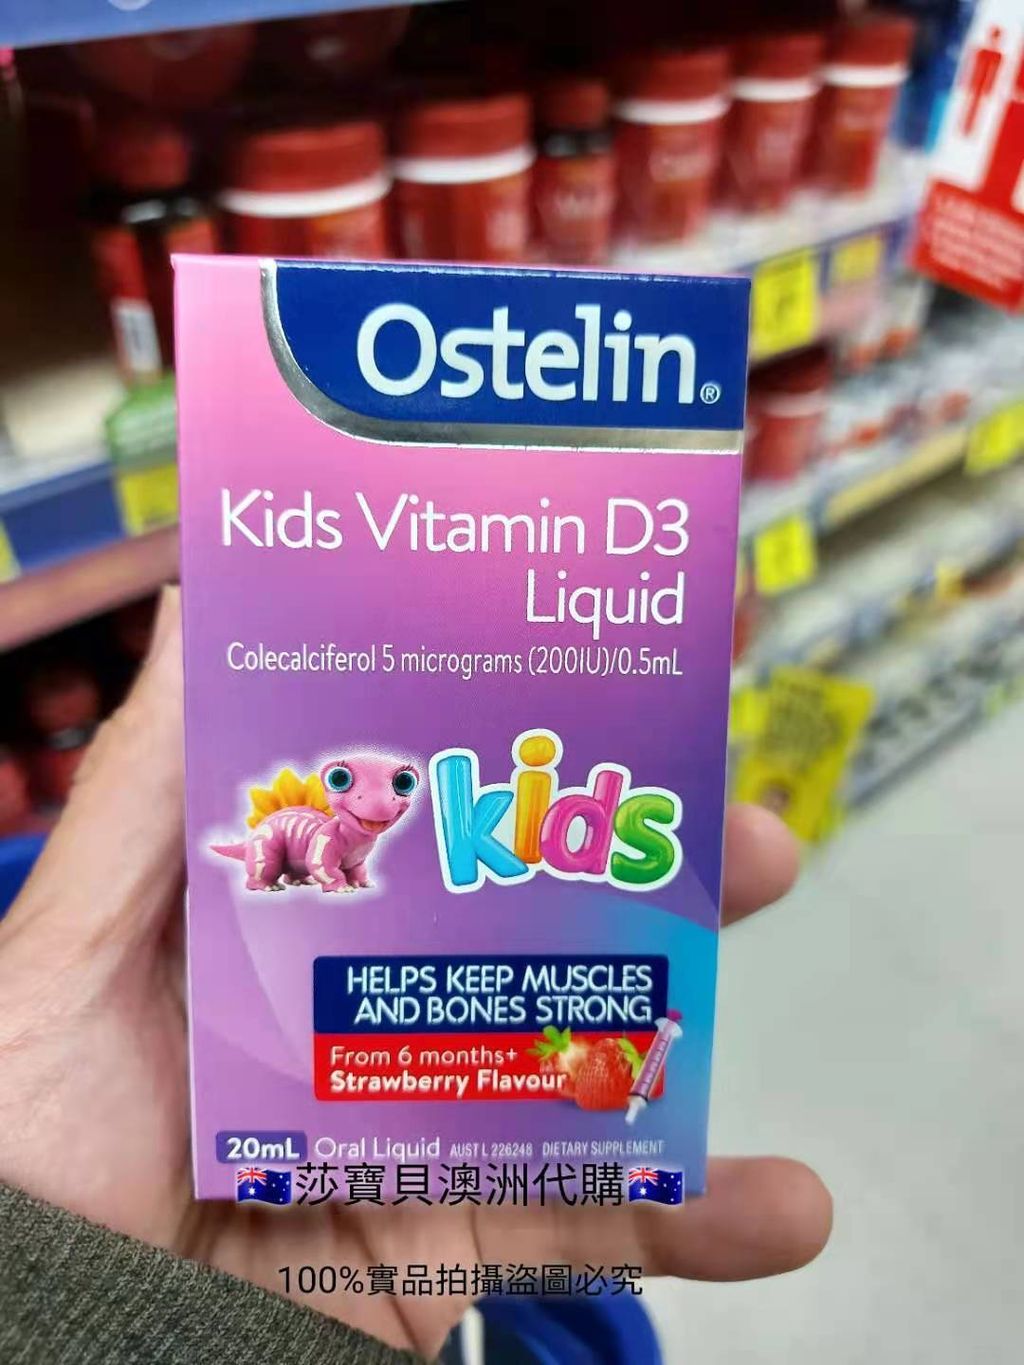 Ostelin®
Kids Vitamin D3
Liquid
Colecalciferol 5 micrograms (200IU)/0.5mL
kids
HELPS KEEP MUSCLES
AND BONES STRONG
From 6 months+
Strawberry Flavour
20mL Oral Liquid AUST L 226248 DIETARY SUPPLEMENT
🇦🇺莎寶貝澳洲代購🇦🇺
100%實品拍攝盜圖必究